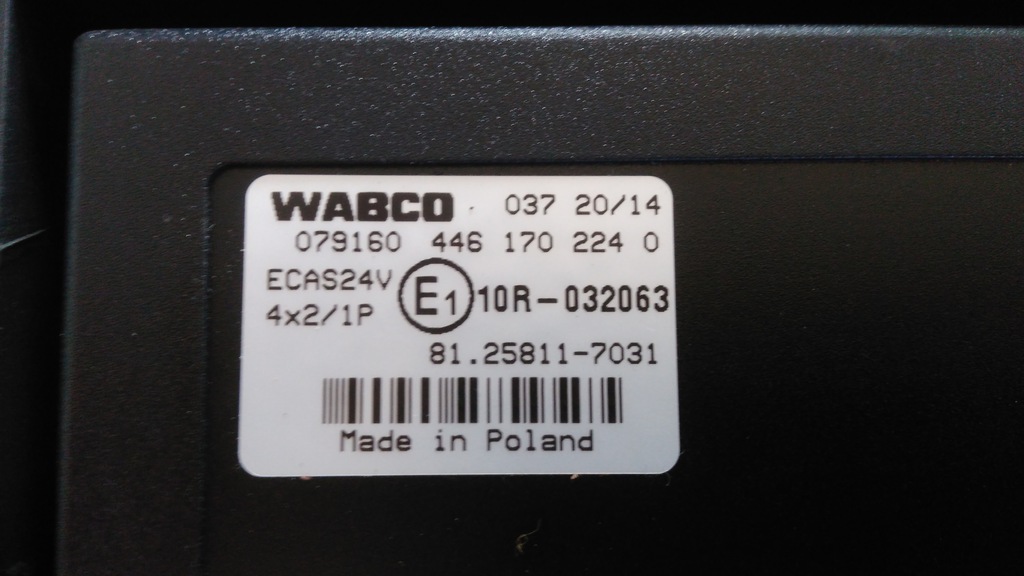 WABCO 037 20/14
079160 446 170 224 0
ECAS24V
4x2/1P
E1 10R-032063
81.25811-7031
Made in Poland